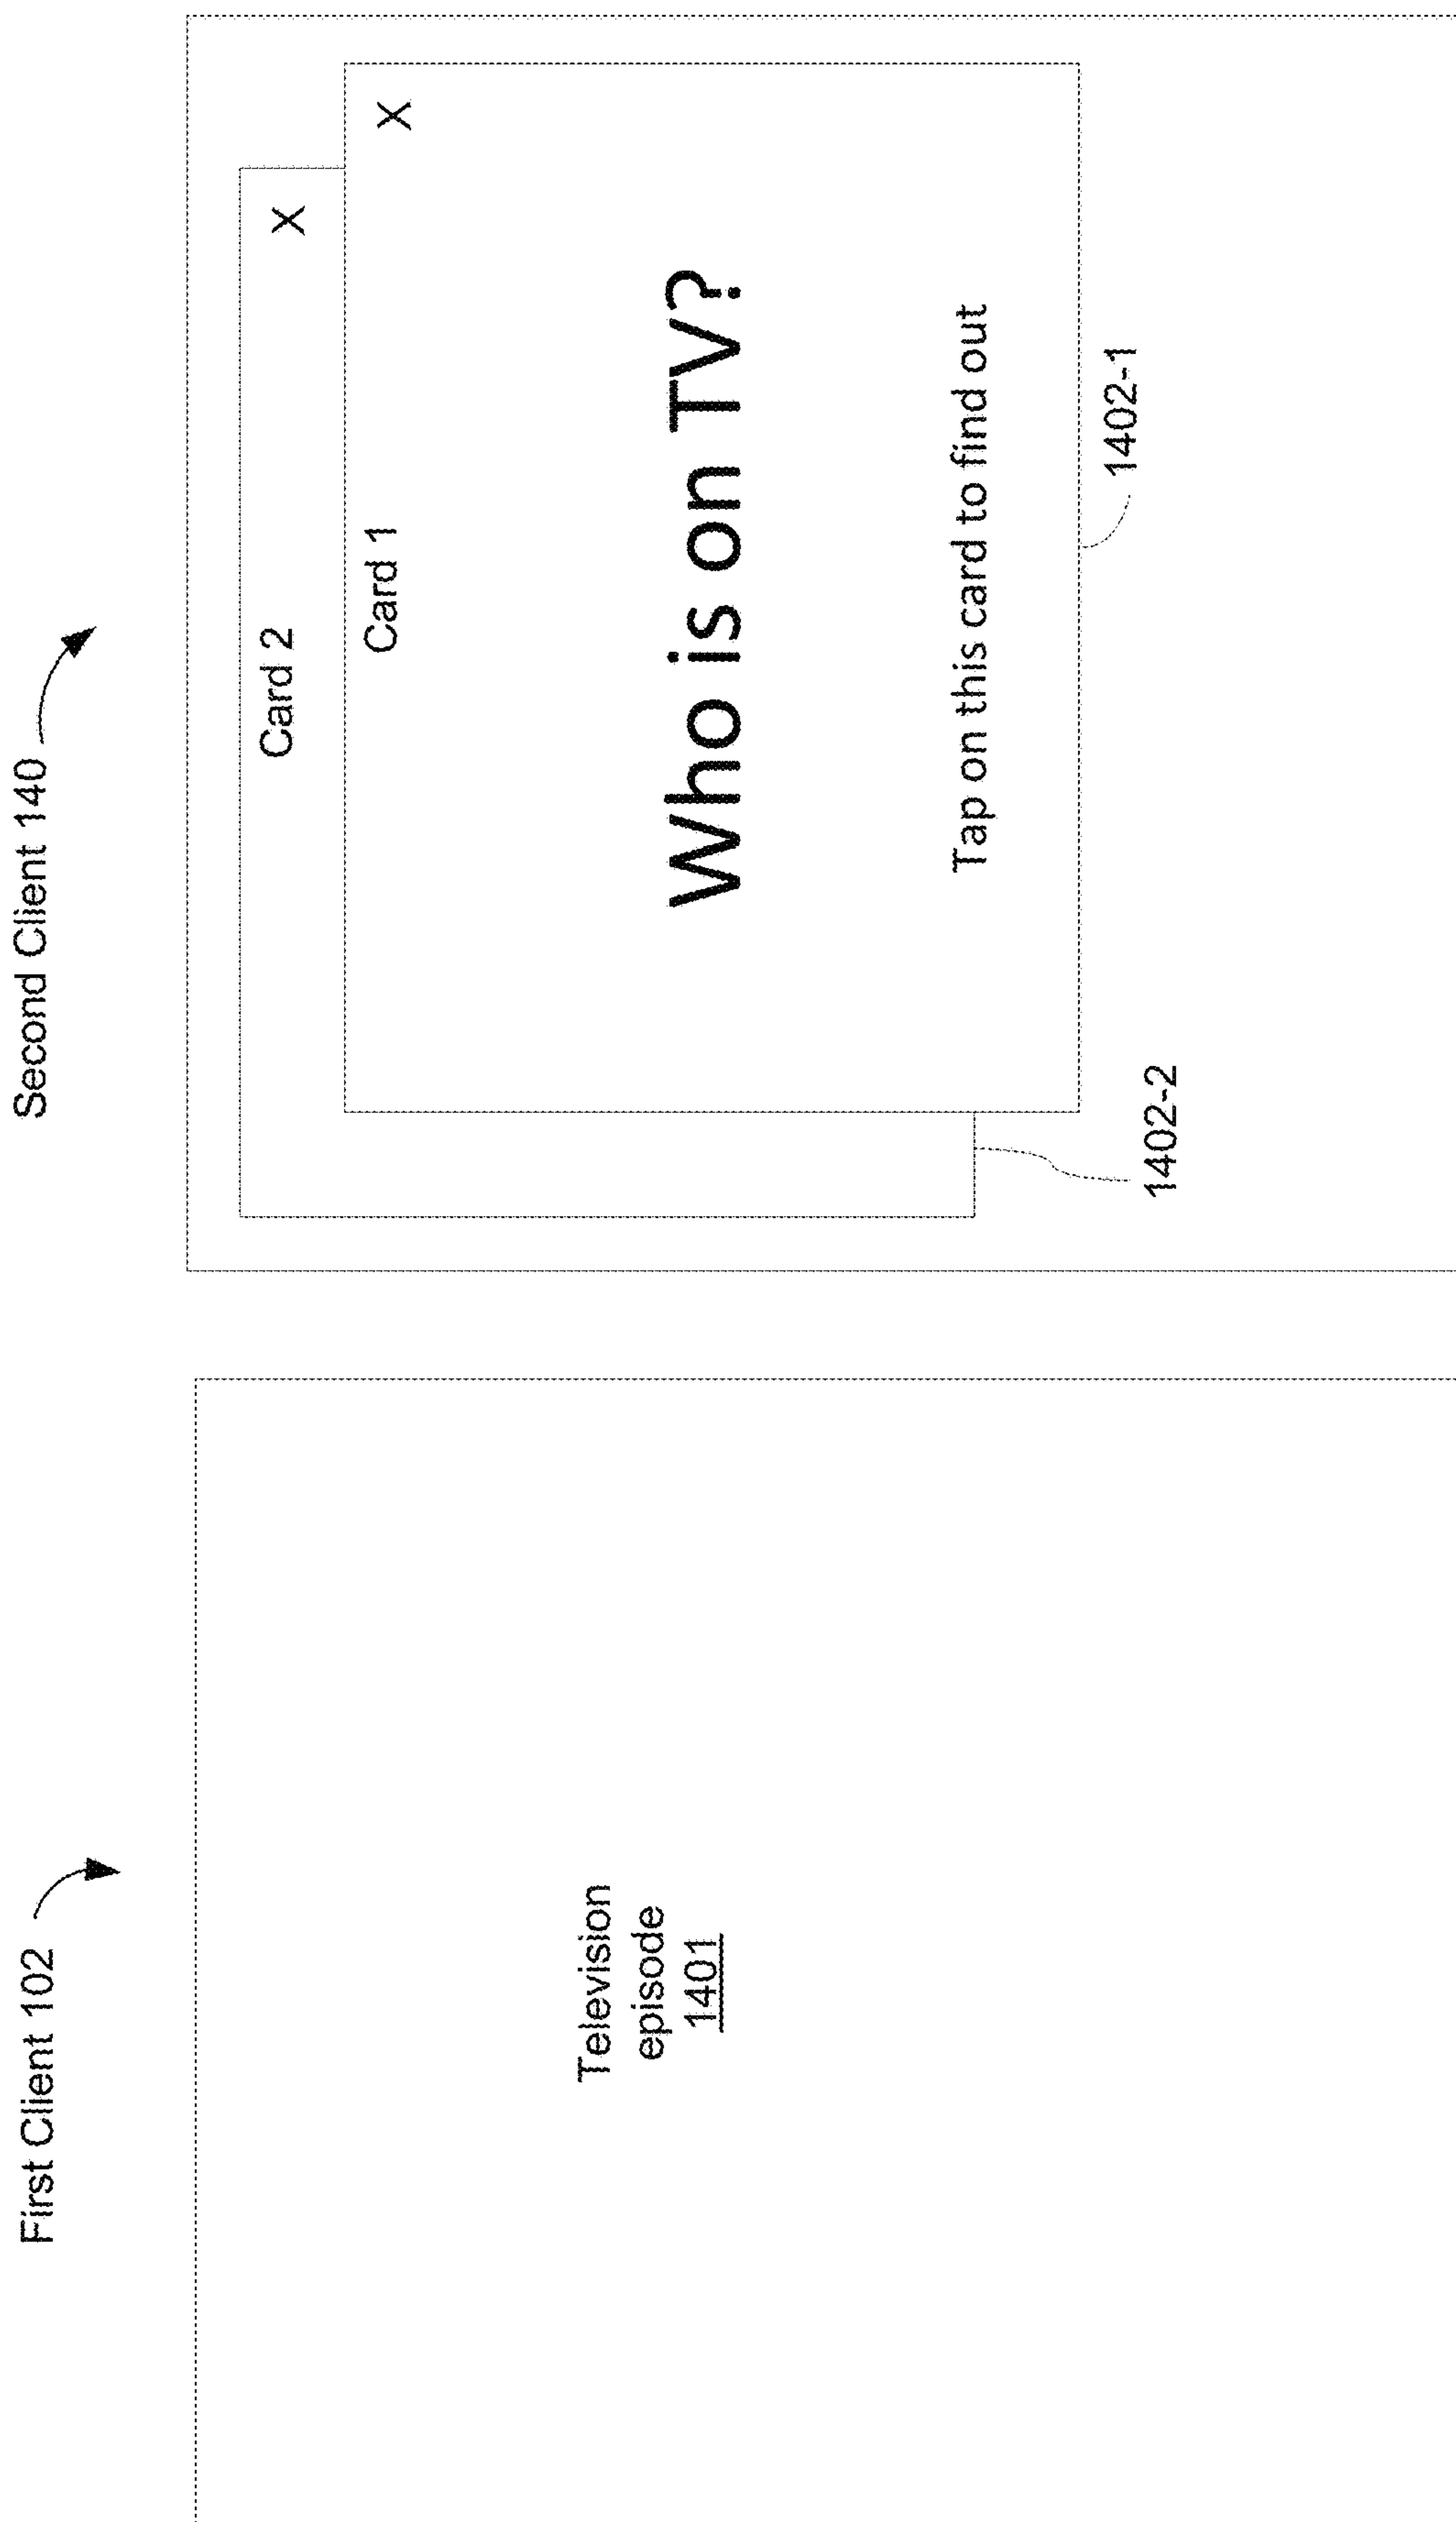 First Client 102
Television
episode
1401
Second Client 140
Card 2
X
Card 1
X
Who is on TV?
Tap on this card to find out
1402-1
1402-2